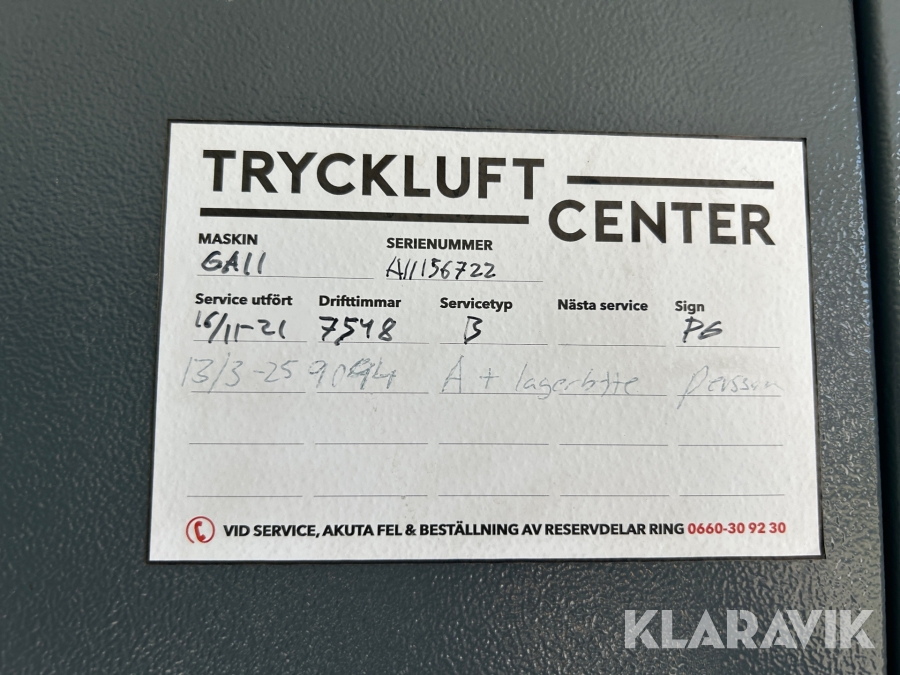 TRYCKLUFT
CENTER
MASKIN SERIENUMMER
GA11 AII156722
Service utfört Drifttimmar Servicetyp Nästa service Sign
16/11-21 7548 B PG
13/3-25 9094 A + lagerbyte Persson
VID SERVICE, AKUTA FEL & BESTÄLLNING AV RESERVDELAR RING 0660-30 92 30
KLARAVIK